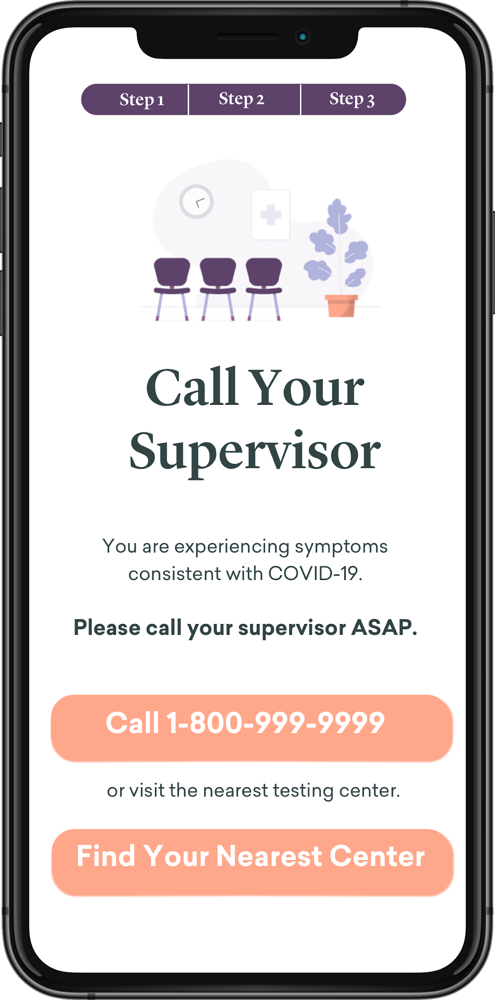 Step 1 Step 2 Step 3
Call Your
Supervisor
You are experiencing symptoms
consistent with COVID-19.
Please call your supervisor ASAP.
Call 1-800-999-9999
or visit the nearest testing center.
Find Your Nearest Center